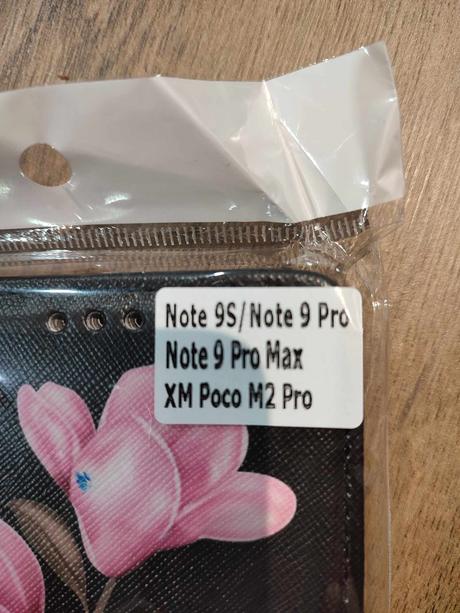 Note 9S/Note 9 Pro
Note 9 Pro Max
XM Poco M2 Pro